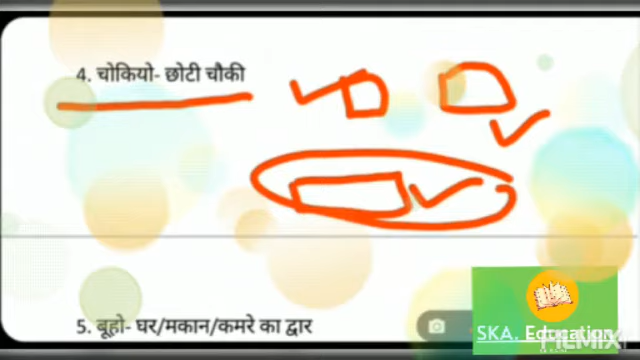 4. चोकियो- छोटी चौकी
5. बूहो- घर/मकान/कमरे का द्वार
SKA. Education